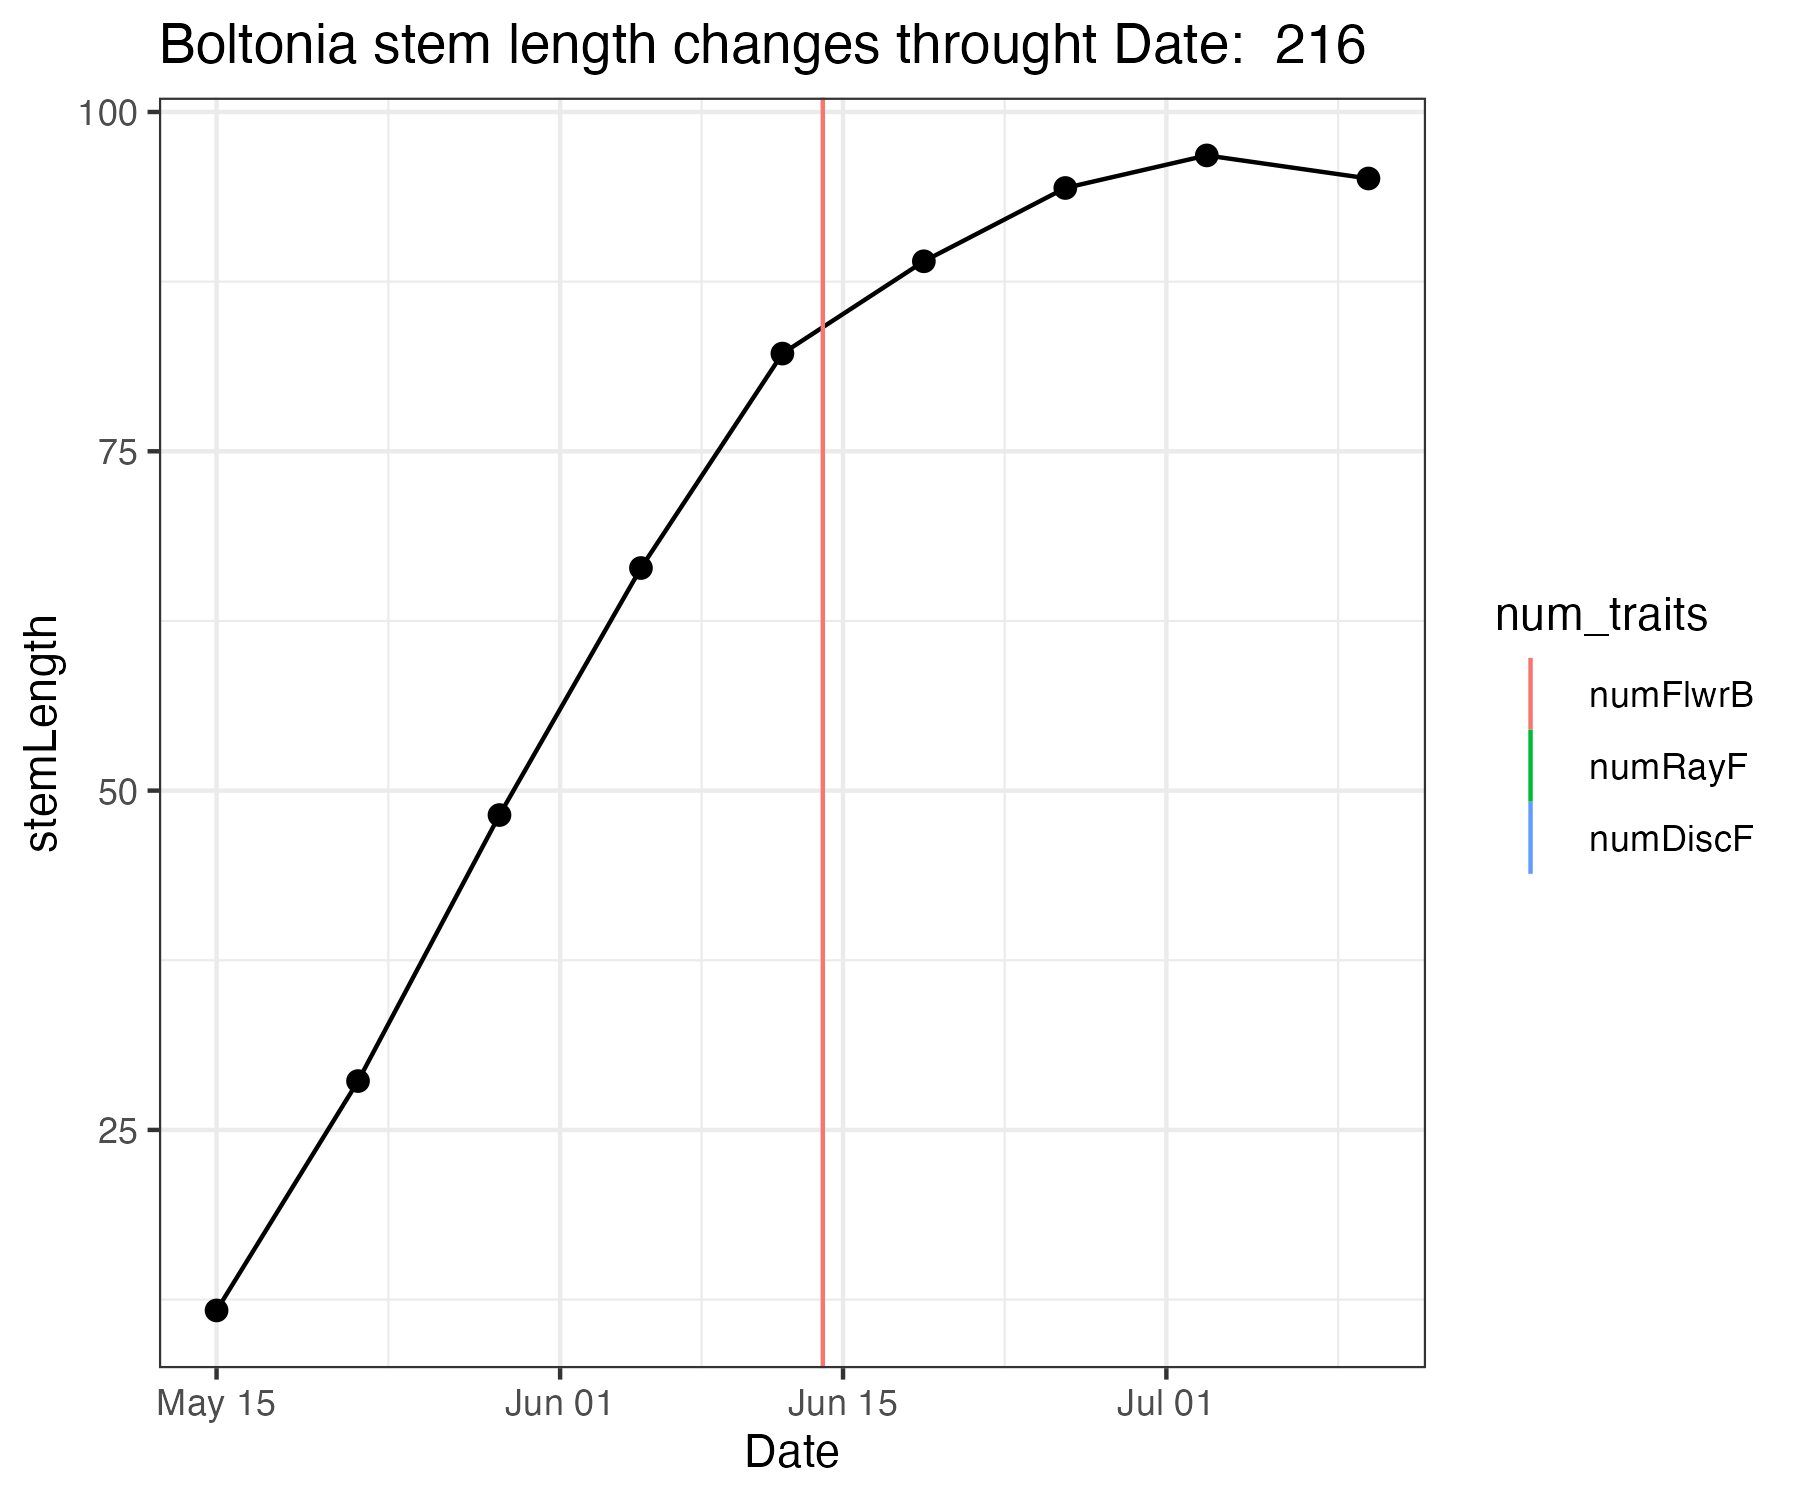 Boltonia stem length changes throught Date:  216
100
75
50
25
stemLength
May 15
Jun 01
Jun 15
Jul 01
Date
num_traits
numFlwrB
numRayF
numDiscF